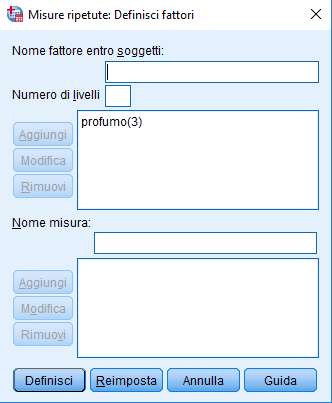 Misure ripetute: Definisci fattori
Nome fattore entro soggetti:
Numero di livelli
Aggiungi
Modifica
Rimuovi
profumo(3)
Nome misura:
Aggiungi
Modifica
Rimuovi
Definisci Reimposta Annulla Guida